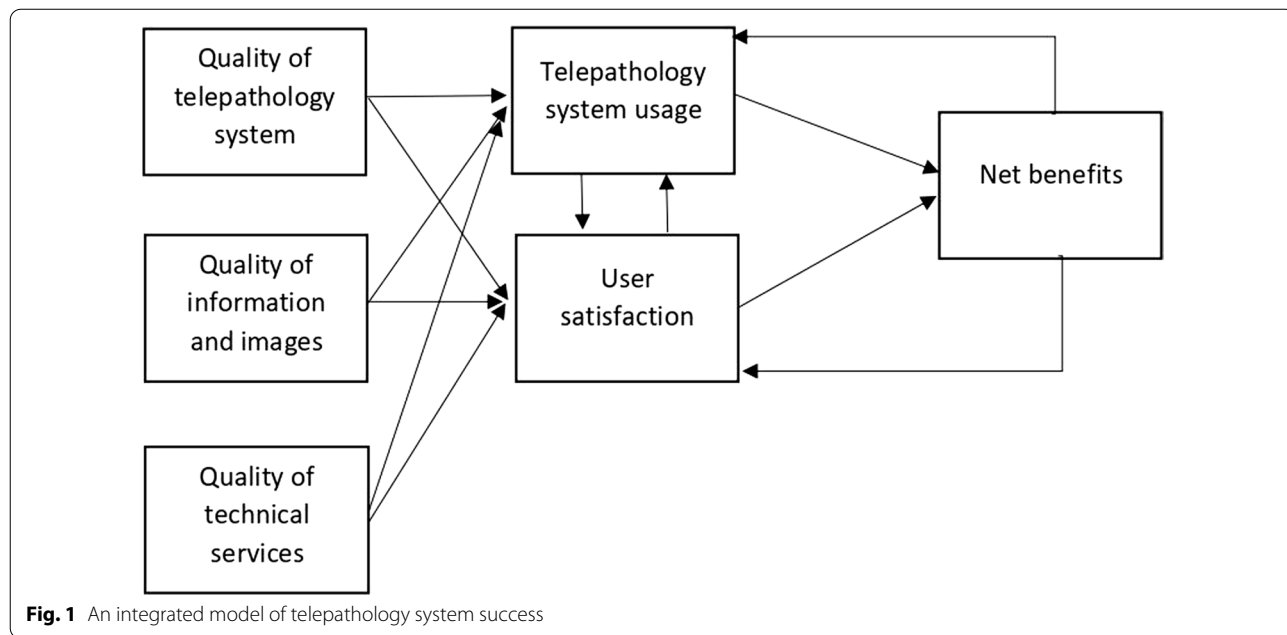 Quality of
telepathology
system
Telepathology
system usage
Net benefits
Quality of
information
and images
User
satisfaction
Quality of
technical
services
Fig. 1 An integrated model of telepathology system success